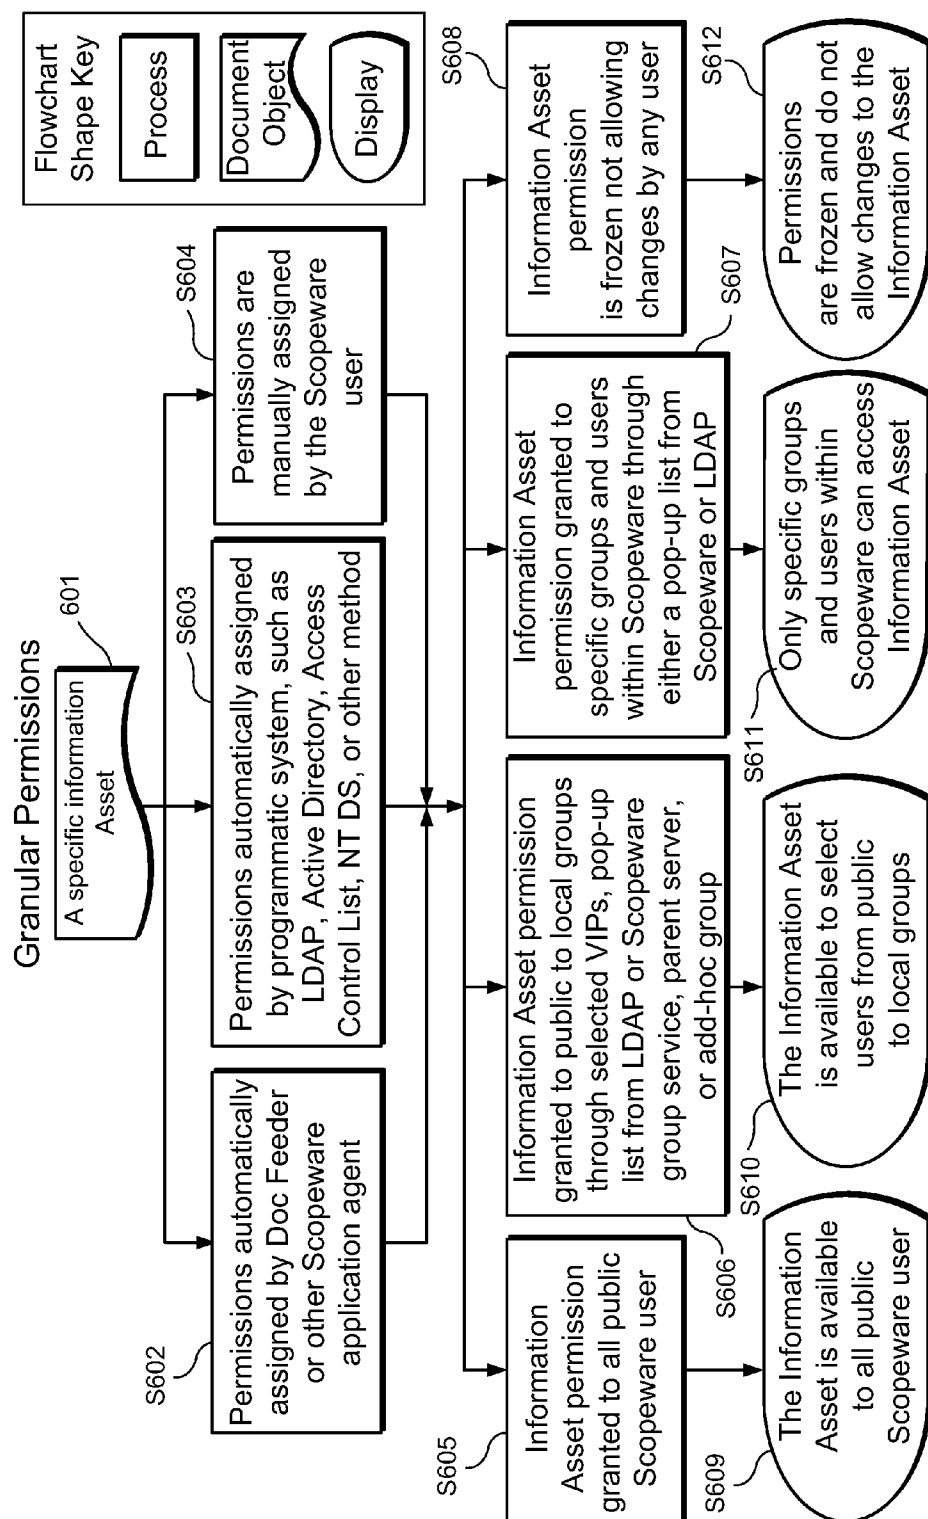 Granular Permissions
Flowchart
Shape Key
Process
Document
Object
Display
A specific information
Asset
601
Permissions automatically
assigned by Doc Feeder
or other Scopeware
application agent
S602
Permissions automatically assigned
by programmatic system, such as
LDAP, Active Directory, Access
Control List, NT DS, or other method
S603
Permissions are
manually assigned
by the Scopeware
user
S604
Information
Asset permission
granted to all public
Scopeware user
S605
Information Asset permission
granted to public to local groups
through selected VIPs, pop-up
list from LDAP or Scopeware
group service, parent server,
or add-hoc group
S606
Information Asset
permission granted to
specific groups and users
within Scopeware through
either a pop-up list from
Scopeware or LDAP
S607
Information Asset
permission
is frozen not allowing
changes by any user
S608
The Information
Asset is available
to all public
Scopeware user
S609
The Information Asset
is available to select
users from public
to local groups
S610
Only specific groups
and users within
Scopeware can access
Information Asset
S611
Permissions
are frozen and do not
allow changes to the
Information Asset
S612